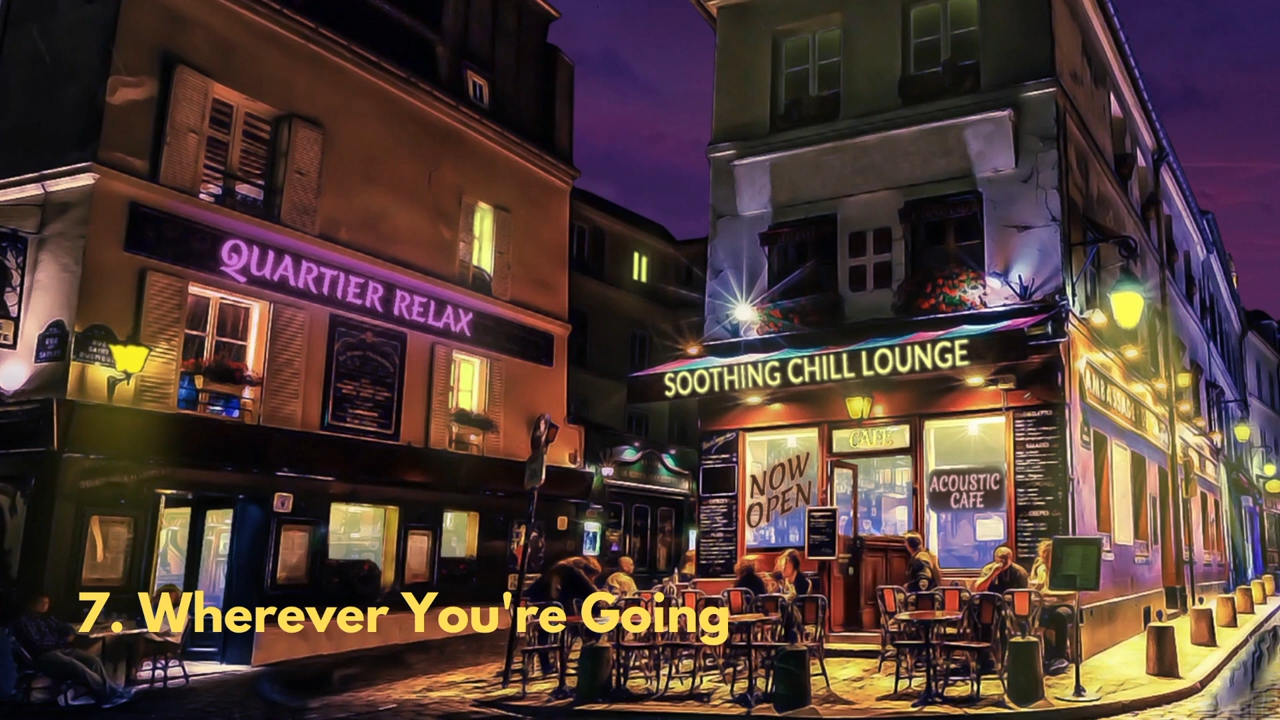 QUARTIER RELAX
SOOTHING CHILL LOUNGE
CAFE
NOW
OPEN
ACOUSTIC
CAFE
7. Wherever You're Going